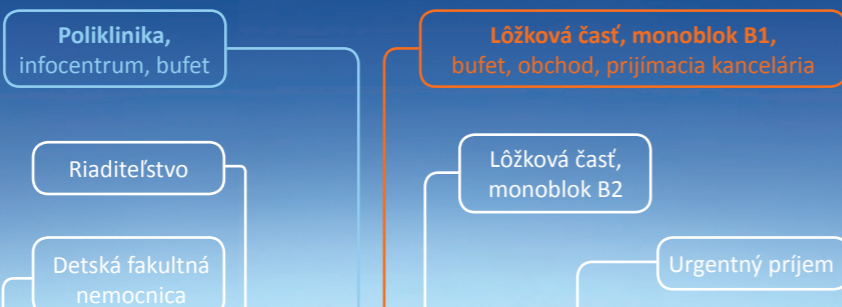 Poliklinika,
infocentrum, bufet
Lôžková časť, monoblok B1,
bufet, obchod, prijímacia kancelária
Riaditeľstvo
Lôžková časť,
monoblok B2
Detská fakultná
nemocnica
Urgentný príjem